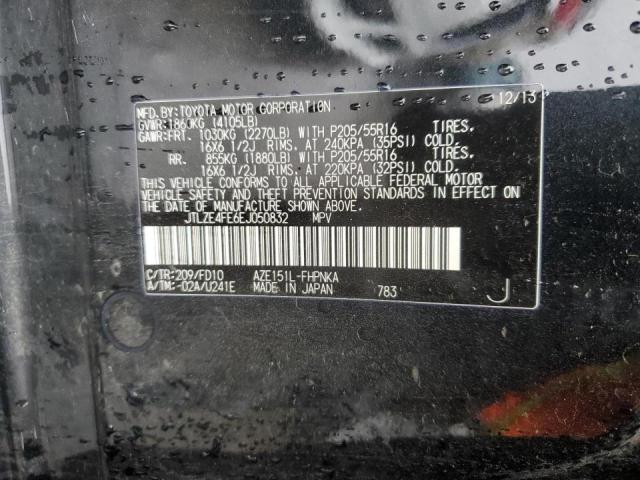 MFD. BY: TOYOTA MOTOR CORPORATION 12/13
GVWR: 1860KG (4105LB)
GAWR: FRT 1030KG (2270LB) WITH P205/55R16 TIRES.
16X6 1/2J RIMS. AT 240KPA (35PSI) COLD.
RR. 855KG (1880LB) WITH P205/55R16 TIRES.
16X6 1/2J RIMS. AT 220KPA (32PSI) COLD.
THIS VEHICLE CONFORMS TO ALL APPLICABLE FEDERAL MOTOR
VEHICLE SAFETY AND THEFT PREVENTION STANDARDS IN EFFECT ON
THE DATE OF MANUFACTURE SHOWN ABOVE.
JTLZE4FE6EJ050832 MPV
C/TR: 209/FD10 AZE151L-FHPNKA
A/TM: -02A/U241E MADE IN JAPAN 783 J